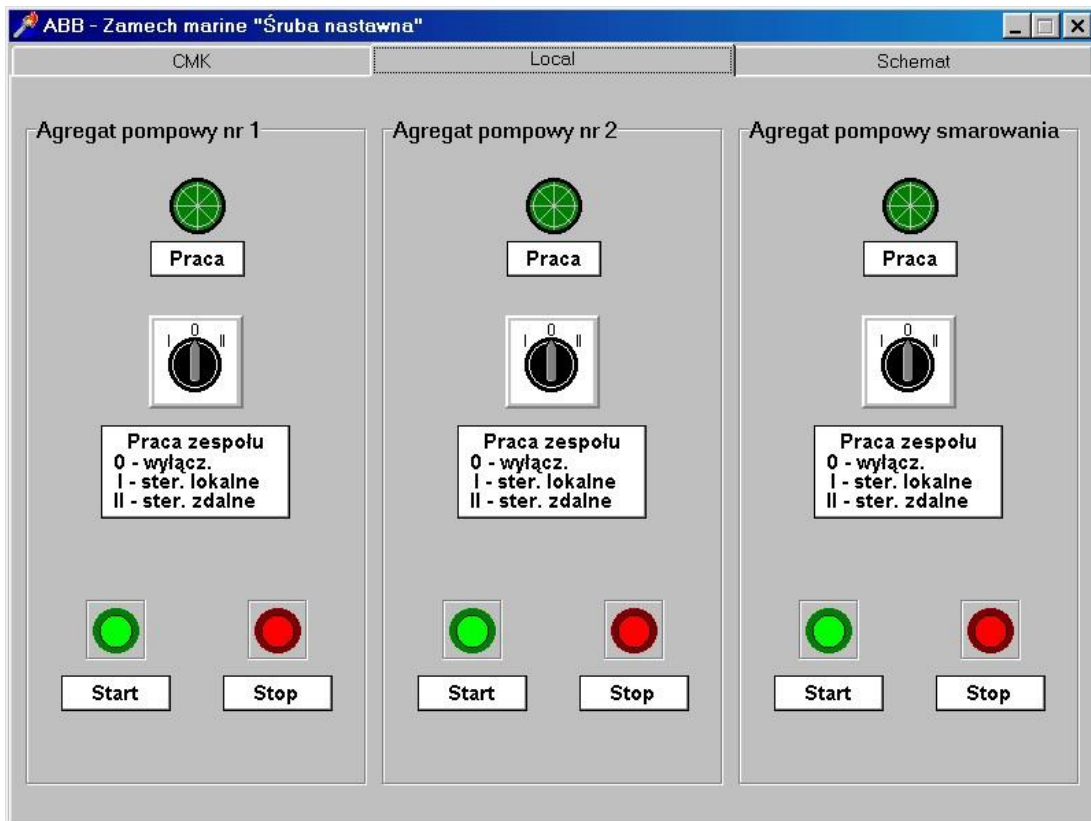 ABB - Zamech marine "Śruba nastawna"
CMK
Local
Schemat
Agregat pompowy nr 1
Praca
0
I
II
Praca zespołu
0 - wyłącz.
I - ster. lokalne
II - ster. zdalne
Start
Stop
Agregat pompowy nr 2
Praca
0
I
II
Praca zespołu
0 - wyłącz.
I - ster. lokalne
II - ster. zdalne
Start
Stop
Agregat pompowy smarowania
Praca
0
I
II
Praca zespołu
0 - wyłącz.
I - ster. lokalne
II - ster. zdalne
Start
Stop